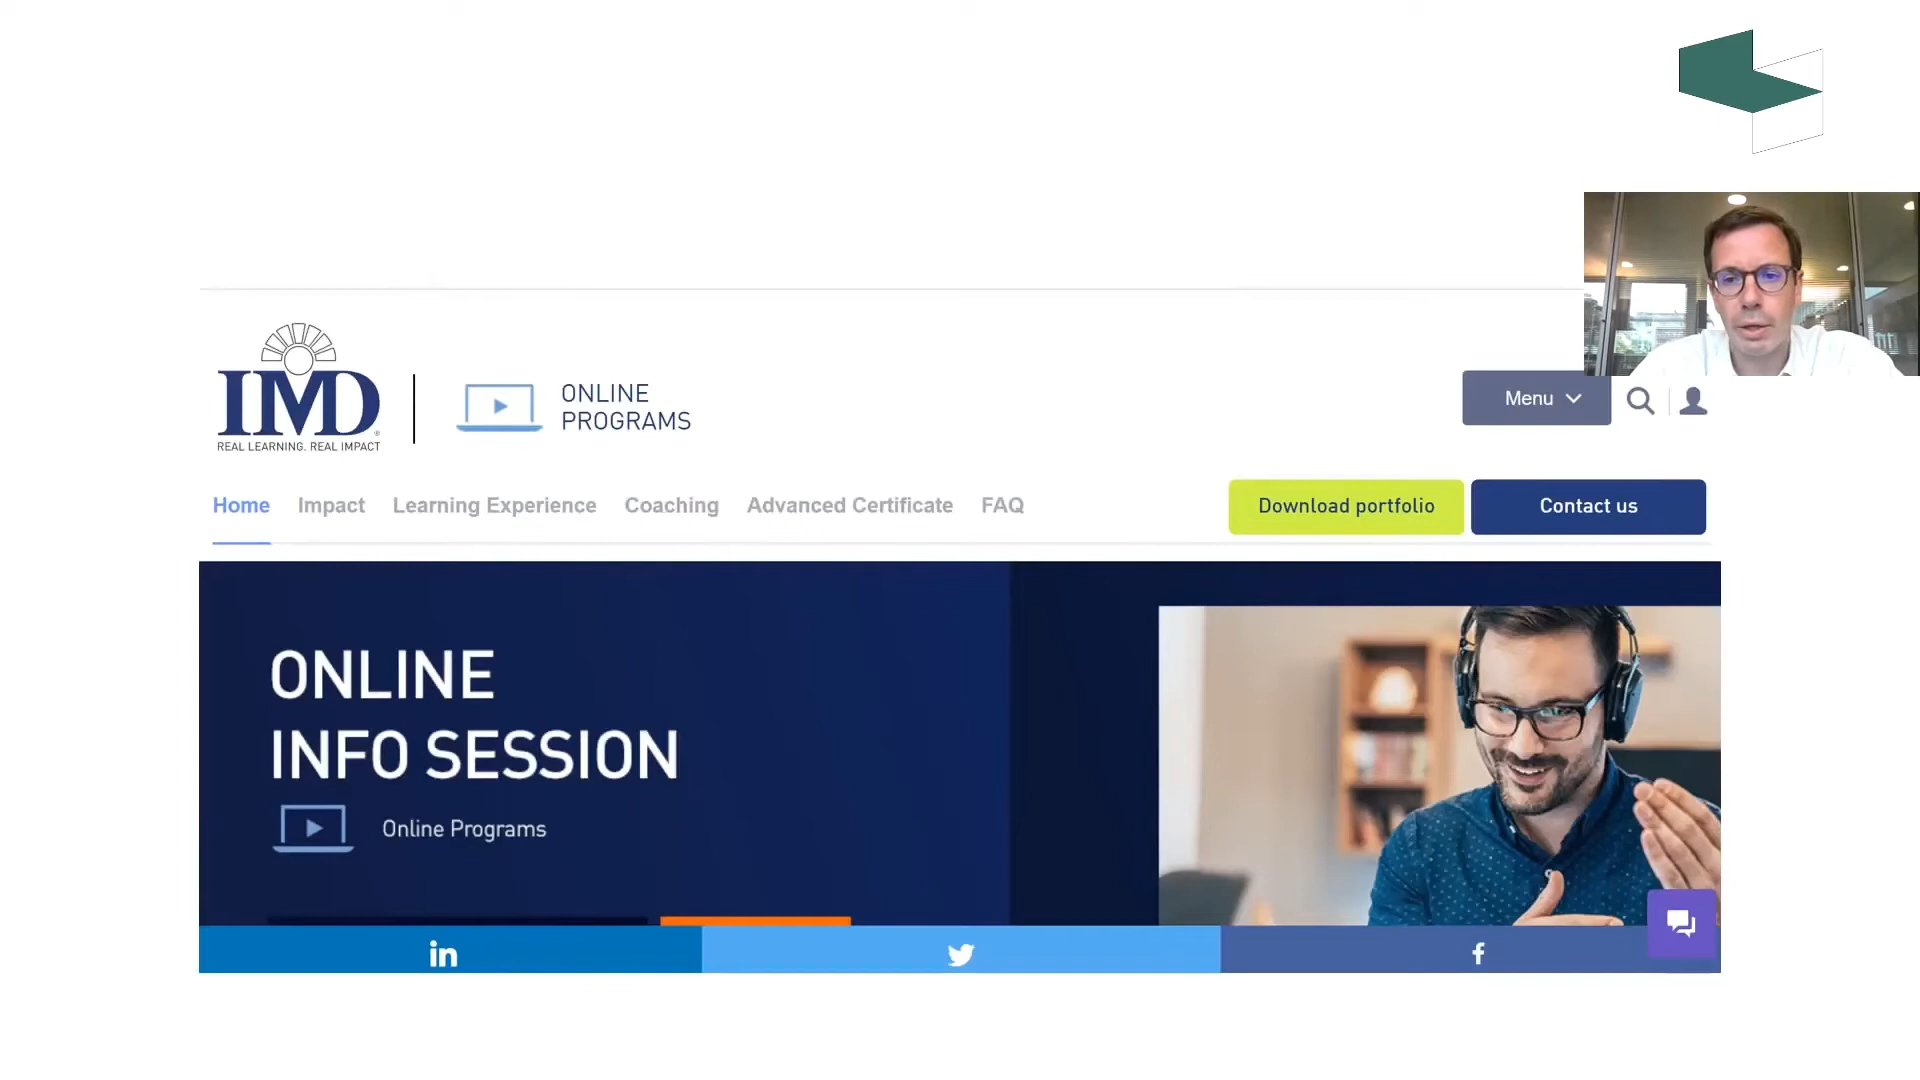 IMD
REAL LEARNING. REAL IMPACT
ONLINE
PROGRAMS
Menu
Home Impact Learning Experience Coaching Advanced Certificate FAQ
Download portfolio Contact us
ONLINE
INFO SESSION
Online Programs
in f